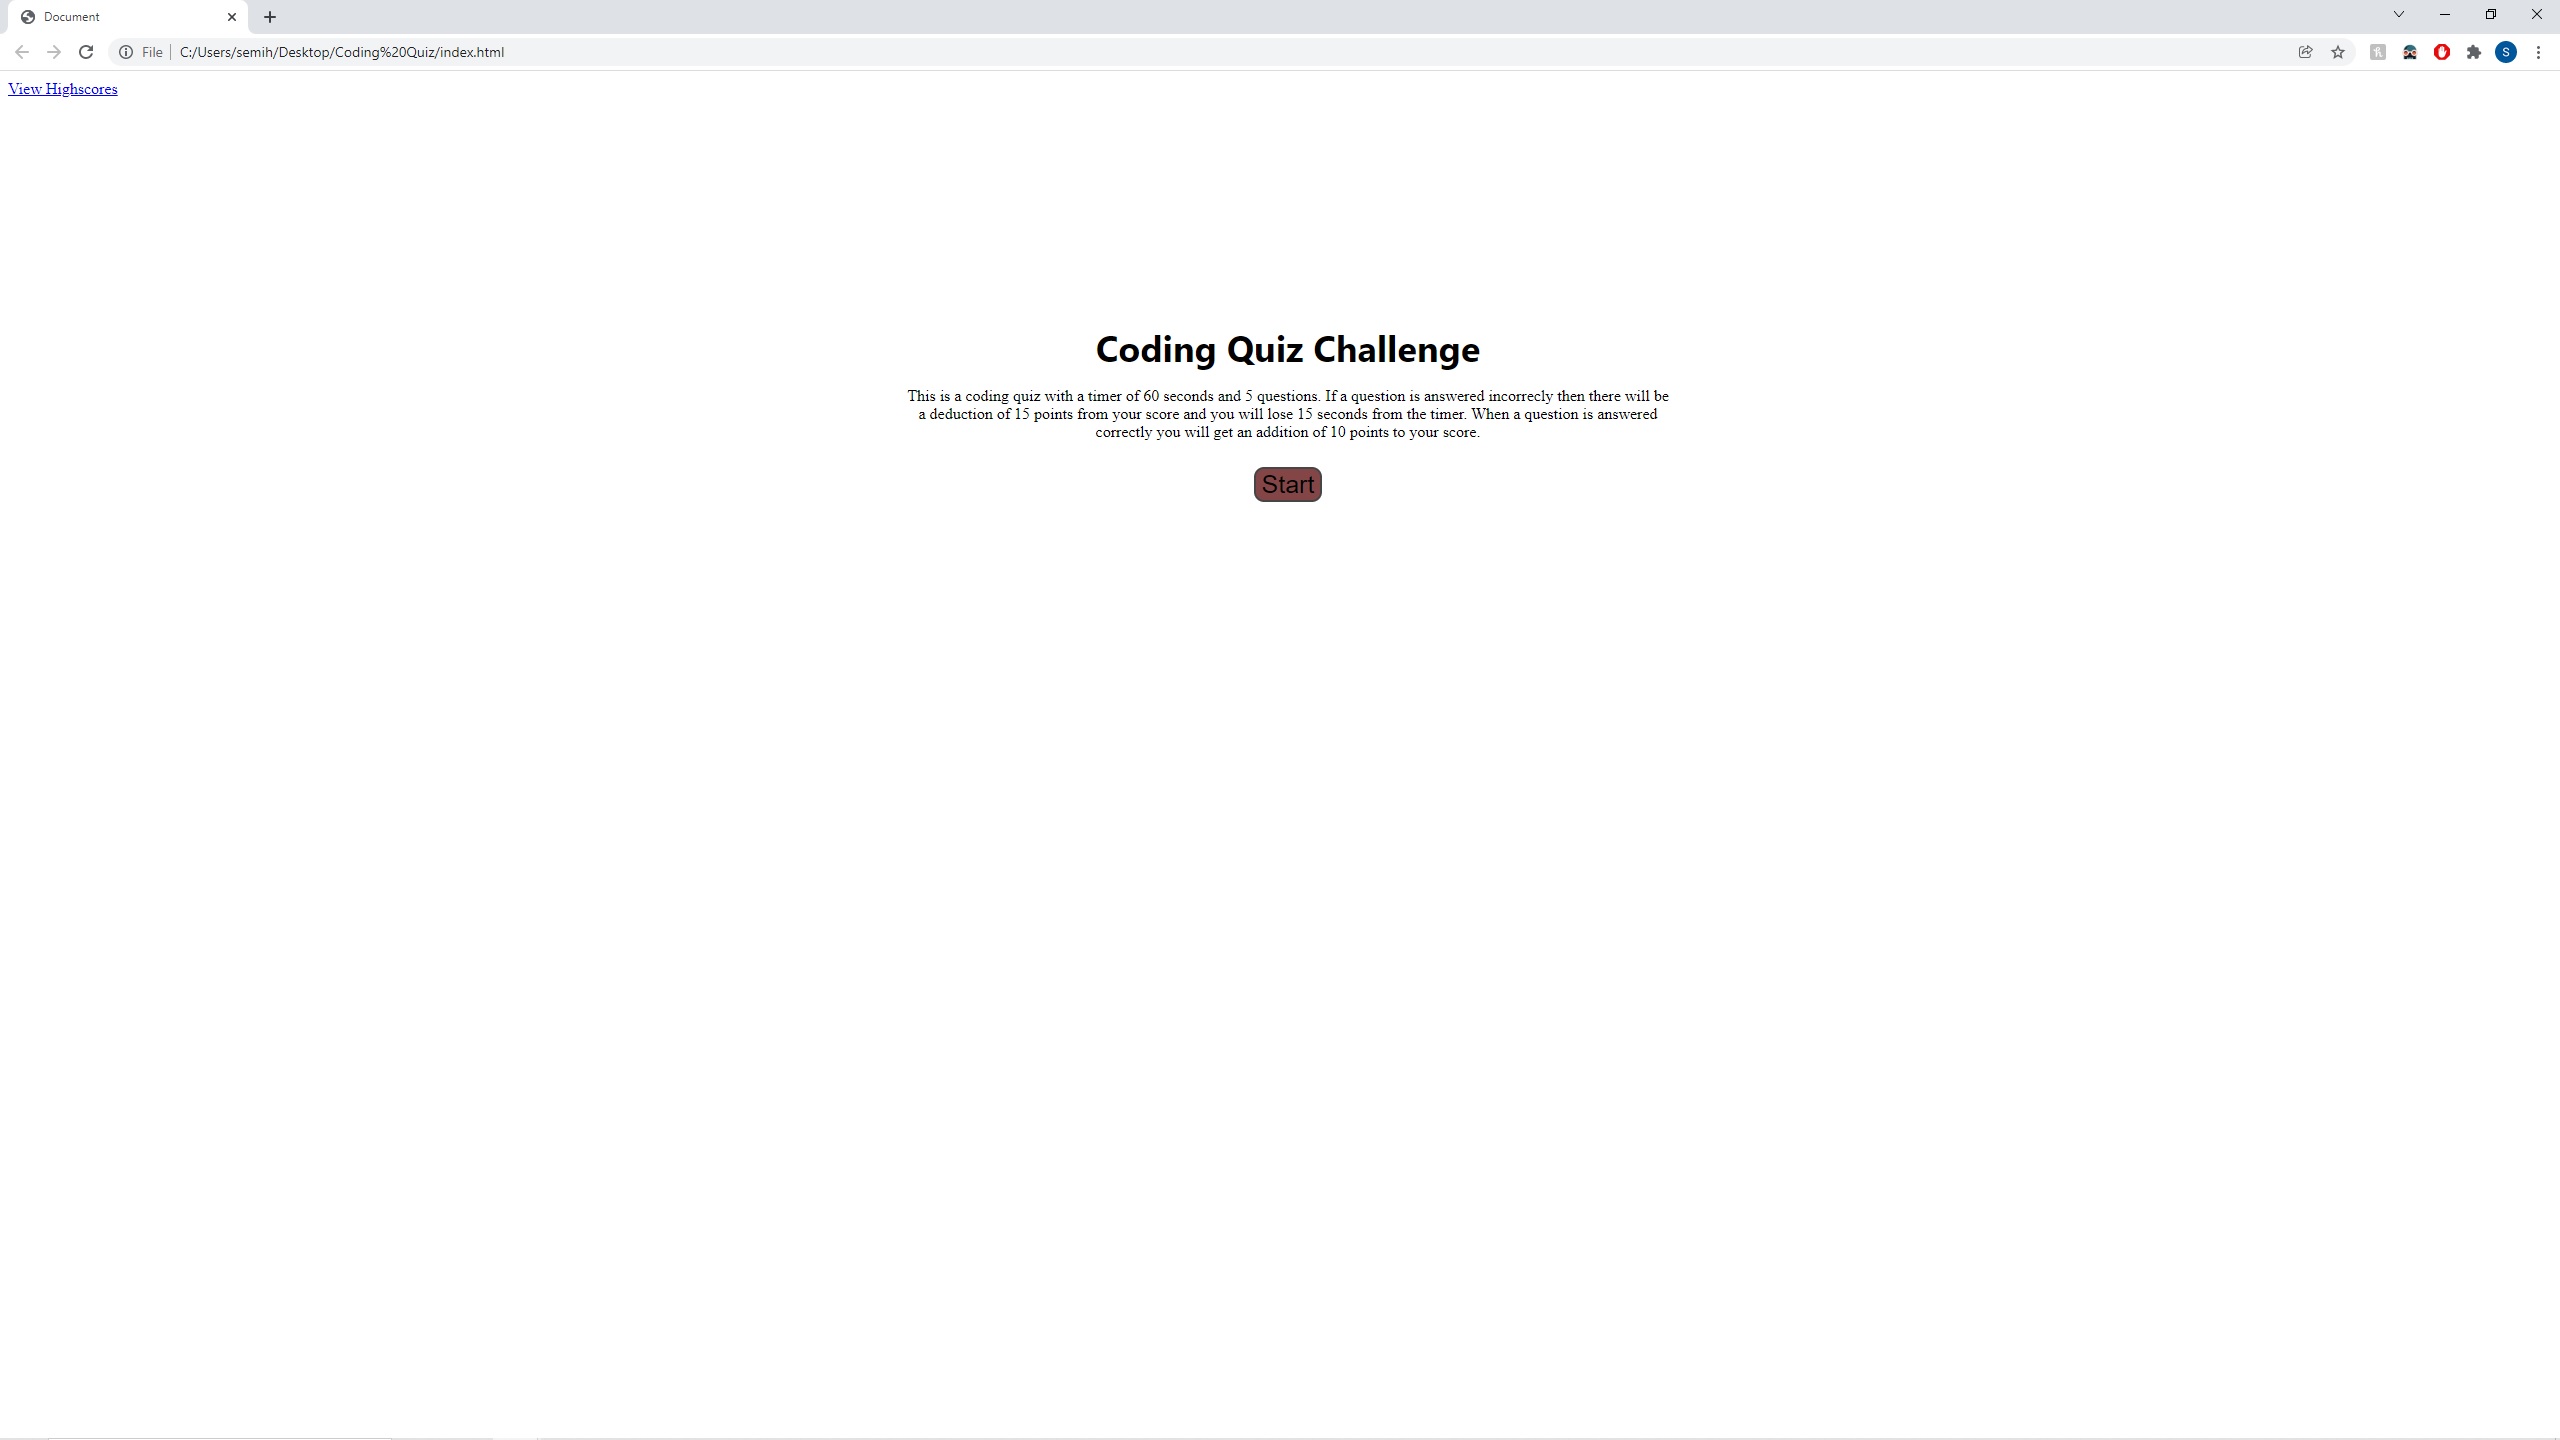 Document
File
C:/Users/semih/Desktop/Coding%20Quiz/index.html
S
View Highscores
Coding Quiz Challenge
This is a coding quiz with a timer of 60 seconds and 5 questions. If a question is answered incorrecly then there will be
a deduction of 15 points from your score and you will lose 15 seconds from the timer. When a question is answered
correctly you will get an addition of 10 points to your score.
Start